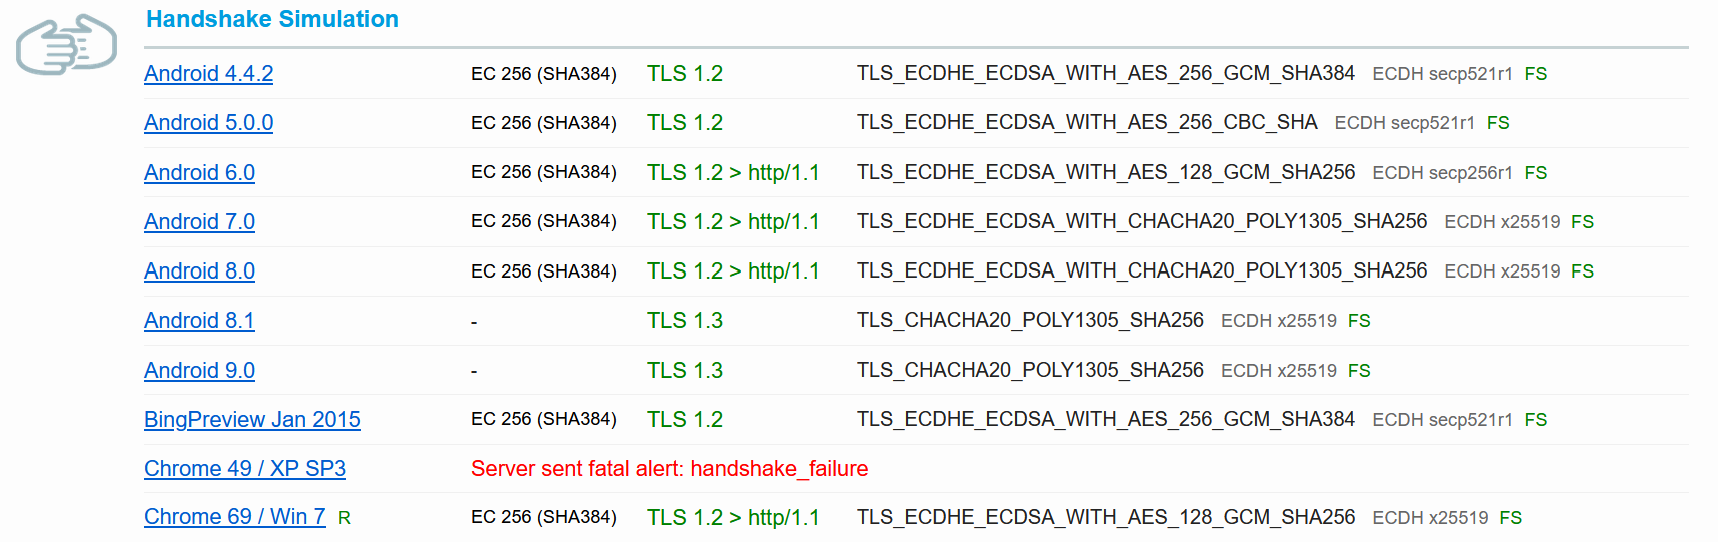 Handshake Simulation
Android 4.4.2 EC 256 (SHA384) TLS 1.2 TLS_ECDHE_ECDSA_WITH_AES_256_GCM_SHA384 ECDH secp521r1 FS
Android 5.0.0 EC 256 (SHA384) TLS 1.2 TLS_ECDHE_ECDSA_WITH_AES_256_CBC_SHA ECDH secp521r1 FS
Android 6.0 EC 256 (SHA384) TLS 1.2 > http/1.1 TLS_ECDHE_ECDSA_WITH_AES_128_GCM_SHA256 ECDH secp256r1 FS
Android 7.0 EC 256 (SHA384) TLS 1.2 > http/1.1 TLS_ECDHE_ECDSA_WITH_CHACHA20_POLY1305_SHA256 ECDH x25519 FS
Android 8.0 EC 256 (SHA384) TLS 1.2 > http/1.1 TLS_ECDHE_ECDSA_WITH_CHACHA20_POLY1305_SHA256 ECDH x25519 FS
Android 8.1 - TLS 1.3 TLS_CHACHA20_POLY1305_SHA256 ECDH x25519 FS
Android 9.0 - TLS 1.3 TLS_CHACHA20_POLY1305_SHA256 ECDH x25519 FS
BingPreview Jan 2015 EC 256 (SHA384) TLS 1.2 TLS_ECDHE_ECDSA_WITH_AES_256_GCM_SHA384 ECDH secp521r1 FS
Chrome 49 / XP SP3 Server sent fatal alert: handshake_failure
Chrome 69 / Win 7 R EC 256 (SHA384) TLS 1.2 > http/1.1 TLS_ECDHE_ECDSA_WITH_AES_128_GCM_SHA256 ECDH x25519 FS